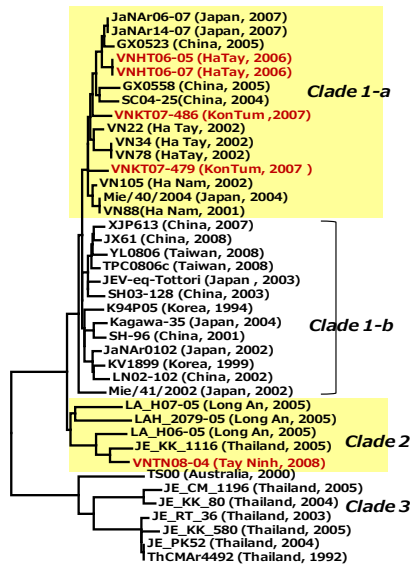 JaNAr06-07 (Japan, 2007)
JaNAr14-07 (Japan, 2007)
GX0523 (China, 2005)
VNHT06-05 (HaTay, 2006)
VNHT06-07 (HaTay, 2006)
Clade 1-a
GX0558 (China, 2005)
SC04-25(China, 2004)
VNKT07-486 (KonTum ,2007)
VN22 (Ha Tay, 2002)
VN34 (Ha Tay, 2002)
VN78 (HaTay, 2002)
VNKT07-479 (KonTum, 2007 )
VN105 (Ha Nam, 2002)
Mie/40/2004 (Japan, 2004)
VN88(Ha Nam, 2001)
XJP613 (China, 2007)
JX61 (China, 2008)
YL0806 (Taiwan, 2008)
TPC0806c (Taiwan, 2008)
JEV-eq-Tottori (Japan , 2003)
SH03-128 (China, 2003)
K94P05 (Korea, 1994)
Kagawa-35 (Japan, 2004)
Clade 1-b
SH-96 (China, 2001)
JaNAr0102 (Japan, 2002)
KV1899 (Korea, 1999)
LN02-102 (China, 2002)
Mie/41/2002 (Japan, 2002)
LA_H07-05 (Long An, 2005)
LAH_2079-05 (Long An, 2005)
LA_H06-05 (Long An, 2005)
Clade 2
JE_KK_1116 (Thailand, 2005)
VNTN08-04 (Tay Ninh, 2008)
TS00 (Australia, 2000)
JE_CM_1196 (Thailand, 2005)
JE_KK_80 (Thailand, 2004)
Clade 3
JE_RT_36 (Thailand, 2003)
JE_KK_580 (Thailand, 2005)
JE_PK52 (Thailand, 2004)
ThCMAr4492 (Thailand, 1992)